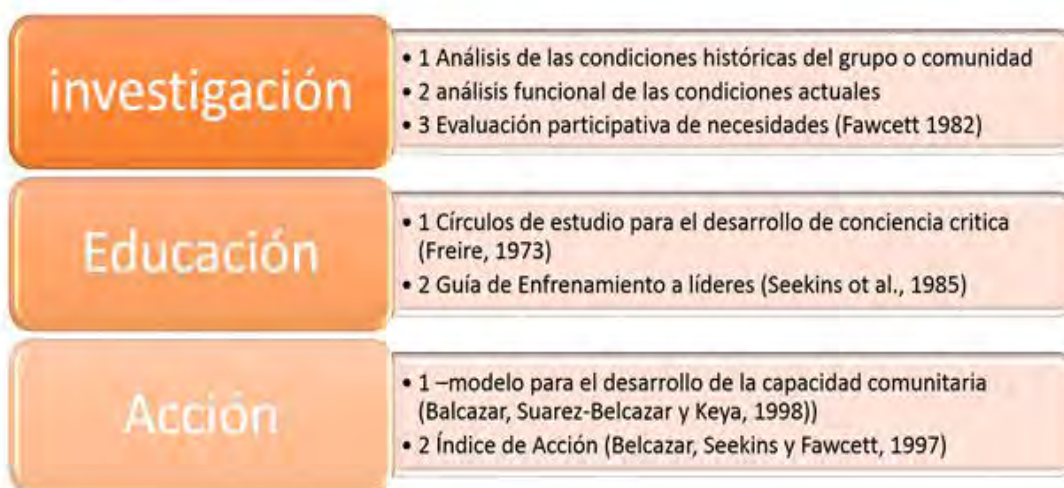 investigación
• 1 Análisis de las condiciones históricas del grupo o comunidad
• 2 análisis funcional de las condiciones actuales
• 3 Evaluación participativa de necesidades (Fawcett 1982)
Educación
• 1 Círculos de estudio para el desarrollo de conciencia critica
(Freire, 1973)
• 2 Guía de Enfrenamiento a líderes (Seekins ot al., 1985)
Acción
• 1 –modelo para el desarrollo de la capacidad comunitaria
(Balcazar, Suarez-Belcazar y Keya, 1998))
• 2 Índice de Acción (Belcazar, Seekins y Fawcett, 1997)